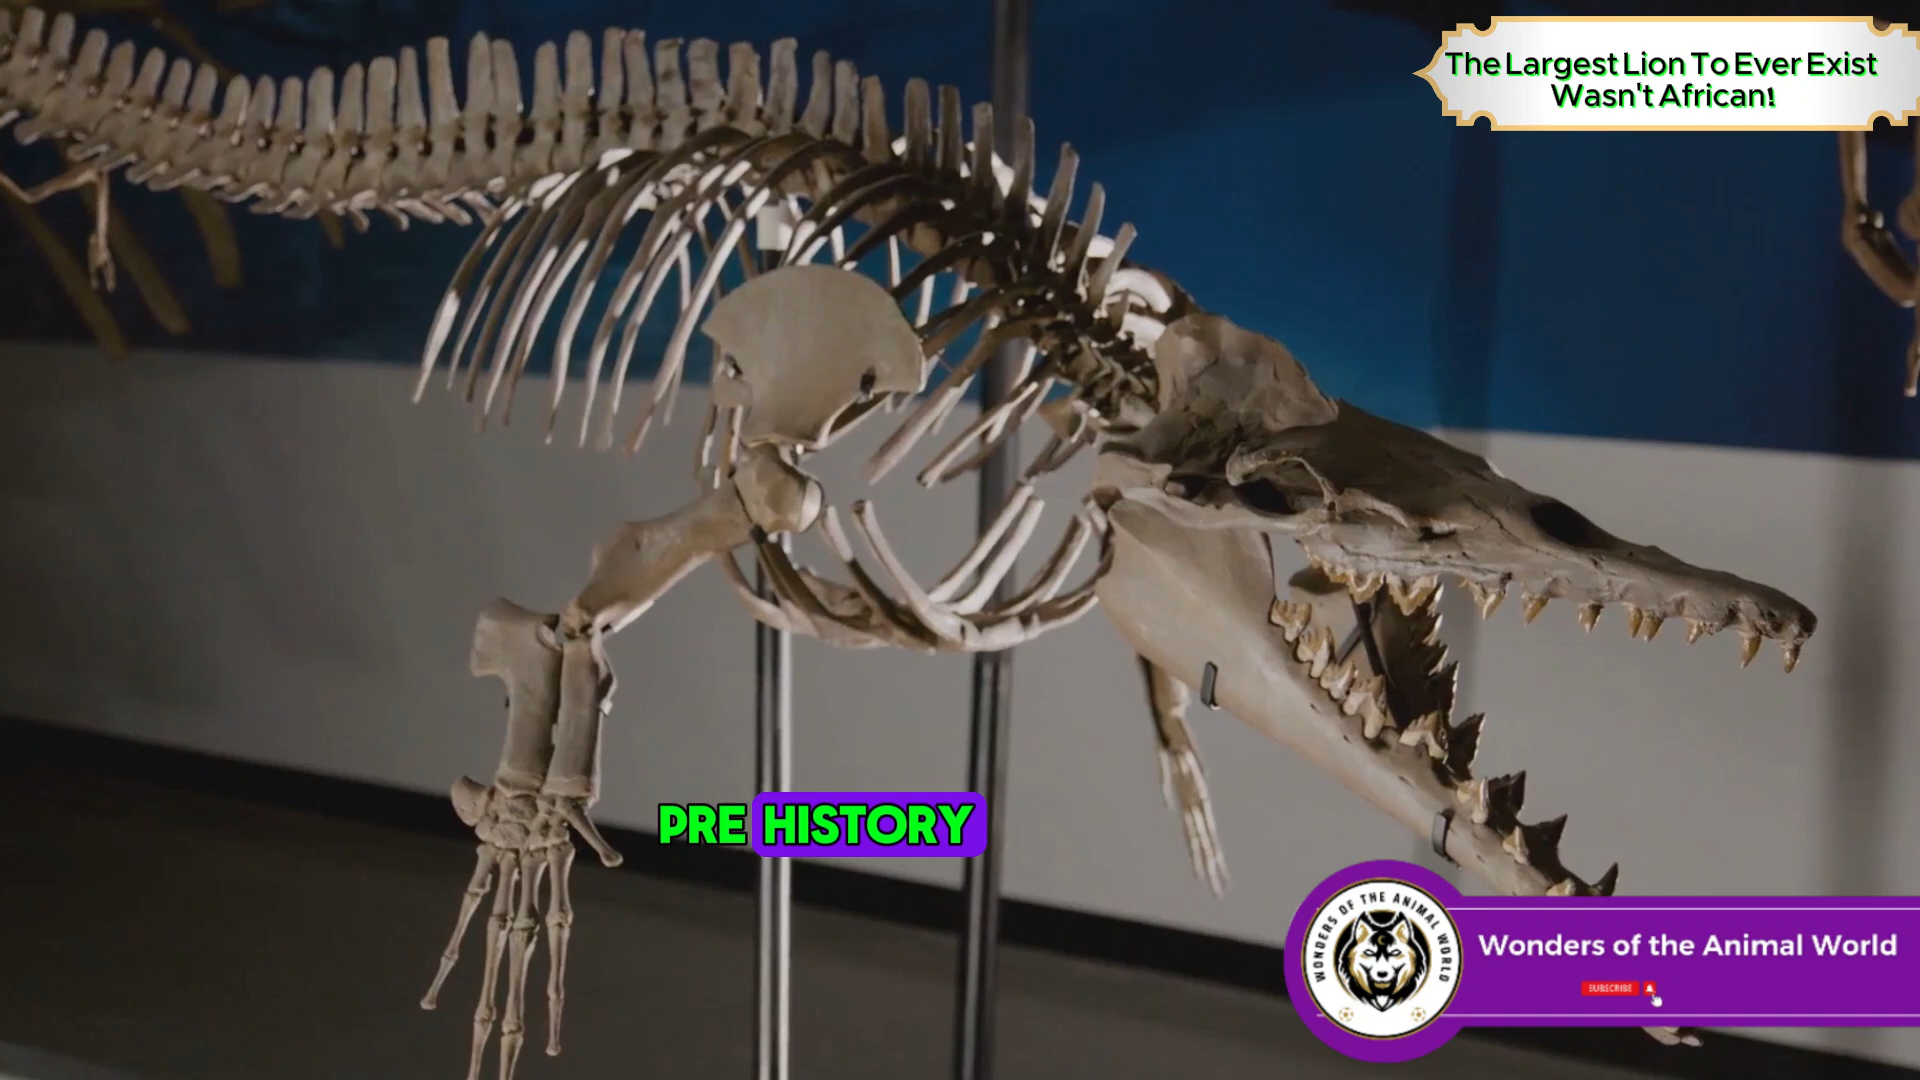 The Largest Lion To Ever Exist
Wasn't African!
PRE HISTORY
WONDERS OF THE ANIMAL WORLD
Wonders of the Animal World
SUBSCRIBE